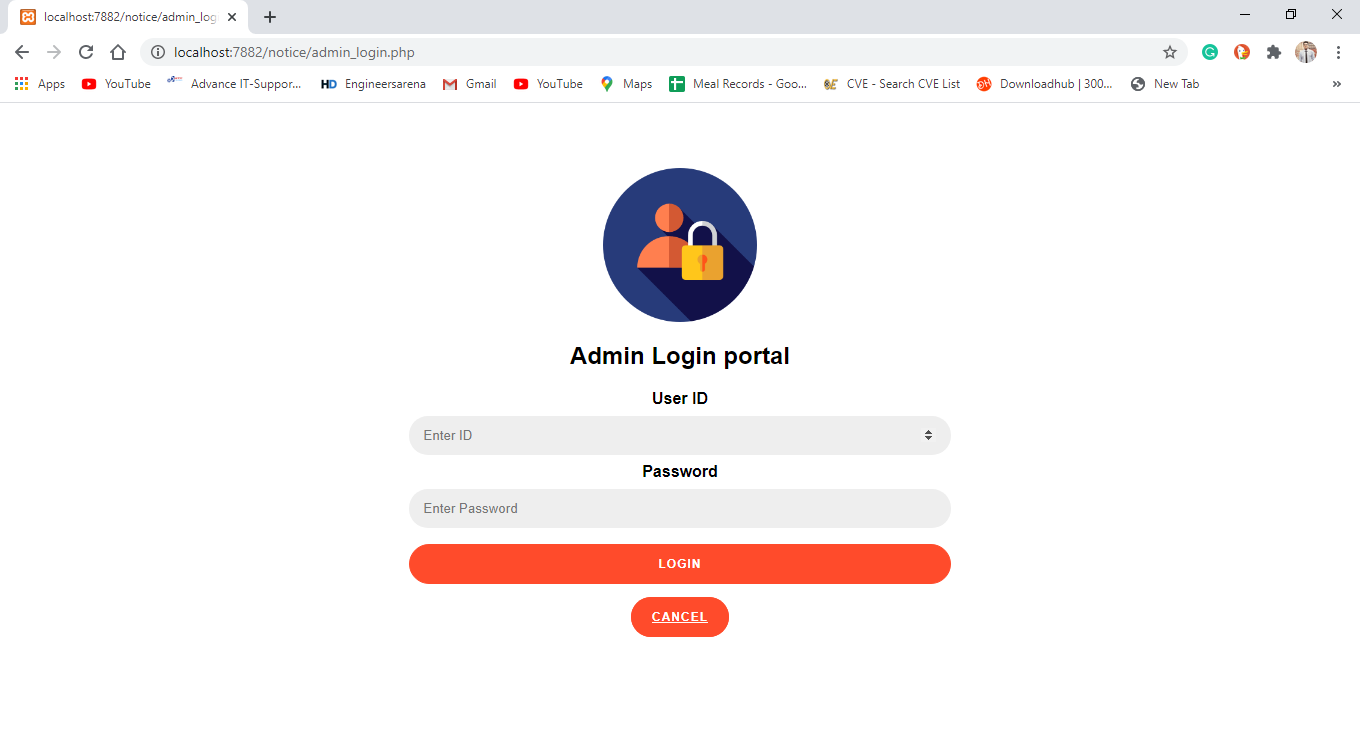 localhost:7882/notice/admin_log
localhost:7882/notice/admin_login.php
Apps YouTube Advance IT-Suppor... HD Engineersarena Gmail YouTube Maps Meal Records - Goo... CVE - Search CVE List Downloadhub | 300... New Tab »
Admin Login portal
User ID
Enter ID
Password
Enter Password
LOGIN
CANCEL